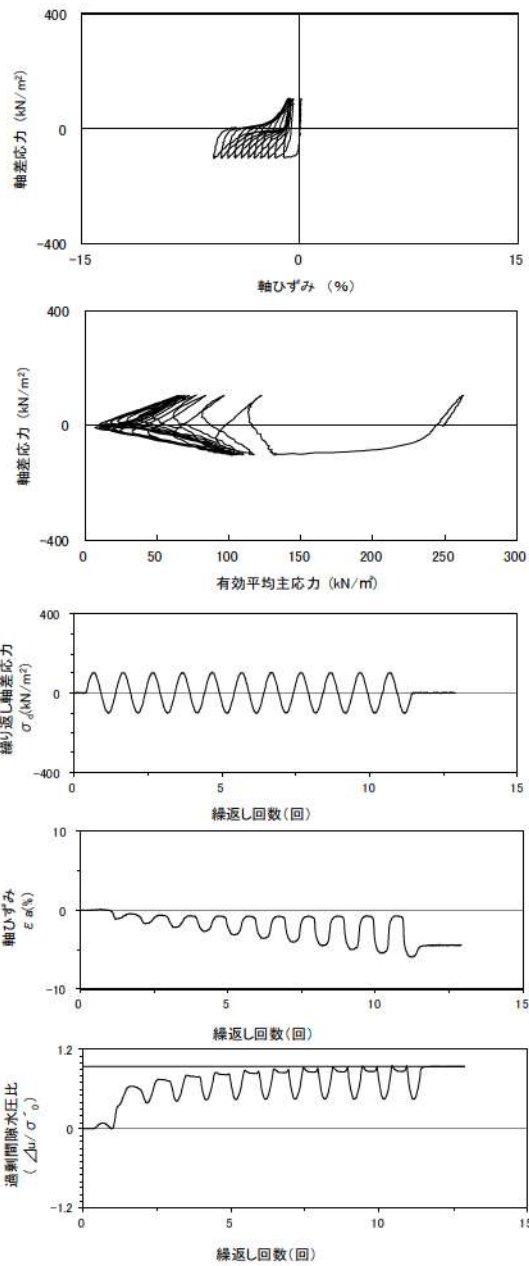 400
0
-400
軸差応力 (kN/m²)
-15
0
15
軸ひずみ (%)
400
0
-400
軸差応力 (kN/m²)
0
50
100
150
200
250
300
有効平均主応力 (kN/㎡)
400
0
-400
繰り返し軸差応力
σd(kN/m²)
0
5
10
15
繰返し回数(回)
10
0
-10
軸ひずみ
εa(%)
0
5
10
15
繰返し回数(回)
1.2
0
-1.2
過剰間隙水圧比
(⊿u/σ´0)
0
5
10
15
繰返し回数(回)